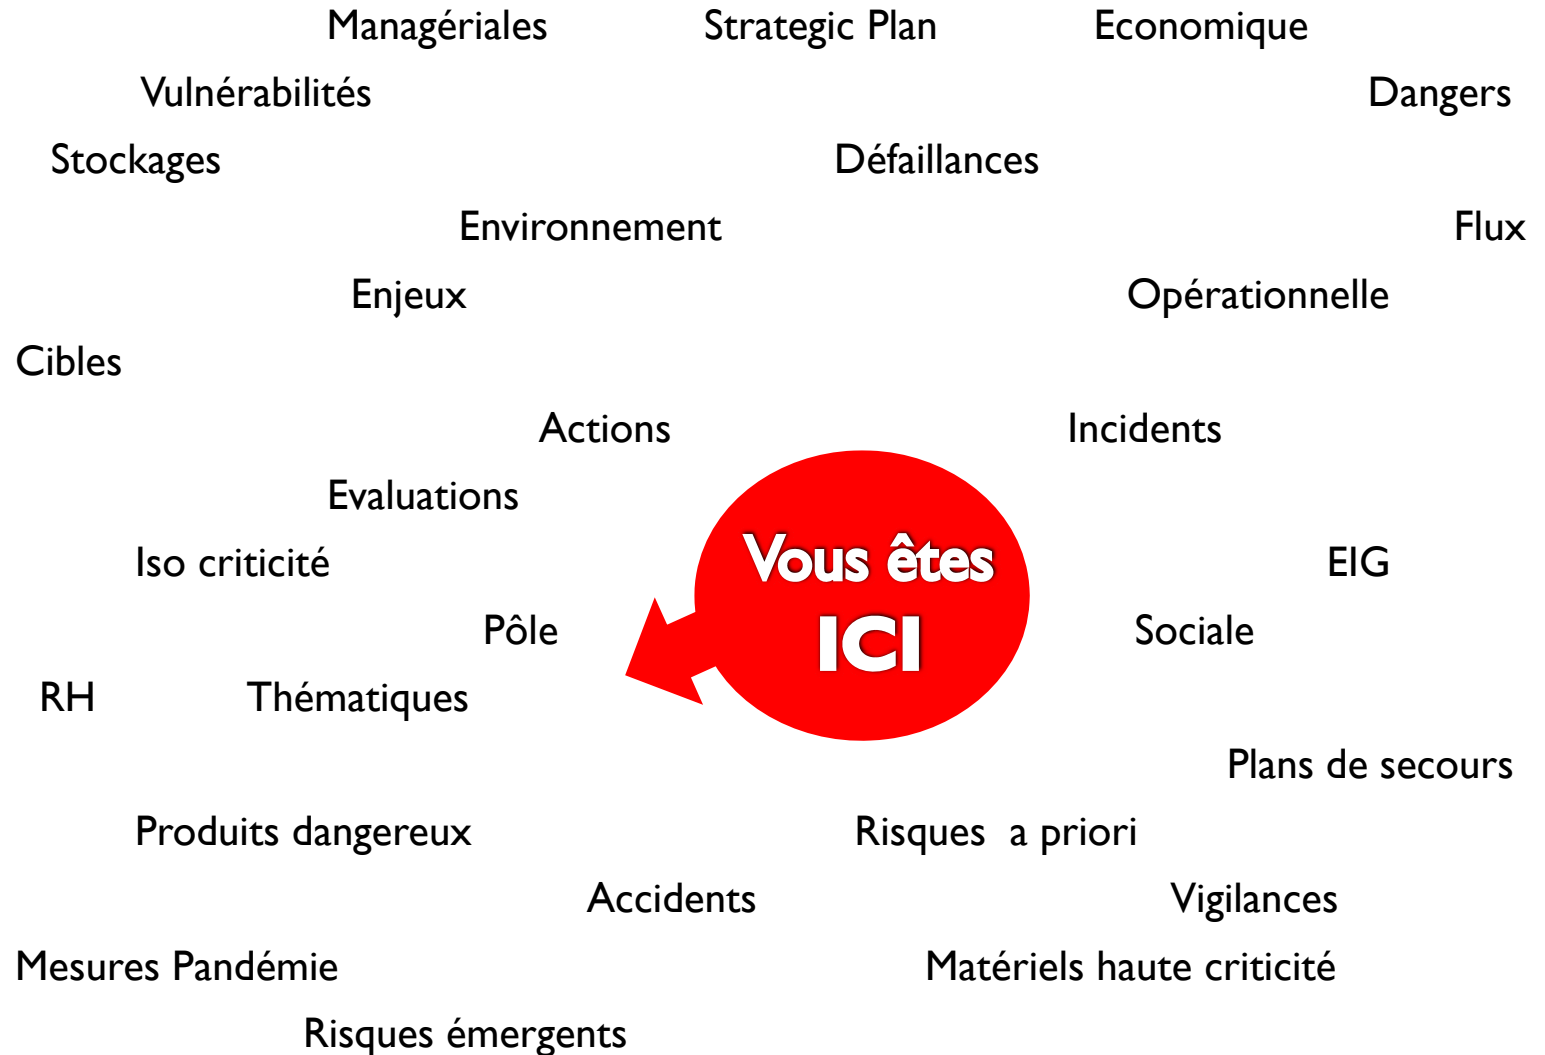 Managériales Strategic Plan Economique
Vulnérabilités Dangers
Stockages Défaillances
Environnement Flux
Enjeux Opérationnelle
Cibles
Actions Incidents
Evaluations
Vous êtes
Iso criticité EIG
ICI
Pôle Sociale
RH Thématiques
Plans de secours
Produits dangereux Risques a priori
Accidents Vigilances
Mesures Pandémie Matériels haute criticité
Risques émergents